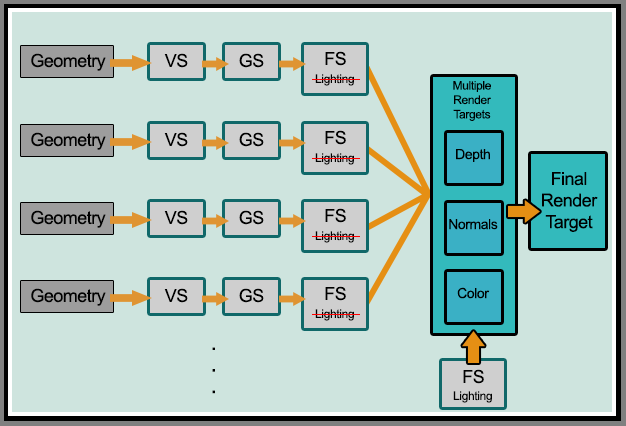 Geometry VS GS FS
Lighting
Geometry VS GS FS
Lighting
Geometry VS GS FS
Lighting
Geometry VS GS FS
Lighting
Multiple
Render
Targets
Depth
Normals
Color
FS
Lighting
Final
Render
Target